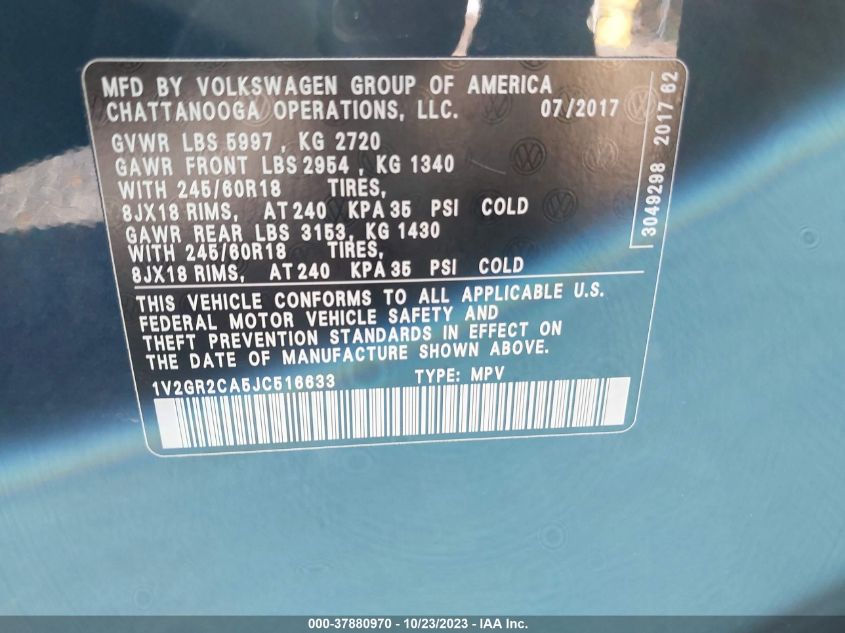 MFD BY VOLKSWAGEN GROUP OF AMERICA
CHATTANOOGA OPERATIONS, LLC. 07/2017
GVWR LBS 5997, KG 2720
GAWR FRONT LBS 2954, KG 1340
WITH 245/60R18 TIRES,
8JX18 RIMS, AT 240 KPA 35 PSI COLD
GAWR REAR LBS 3153, KG 1430
WITH 245/60R18 TIRES,
8JX18 RIMS, AT 240 KPA 35 PSI COLD
THIS VEHICLE CONFORMS TO ALL APPLICABLE U.S.
FEDERAL MOTOR VEHICLE SAFETY AND
THEFT PREVENTION STANDARDS IN EFFECT ON
THE DATE OF MANUFACTURE SHOWN ABOVE.
1V2GR2CA5JC516633 TYPE: MPV
3049298 2017 62
000-37880970 - 10/23/2023 - IAA Inc.